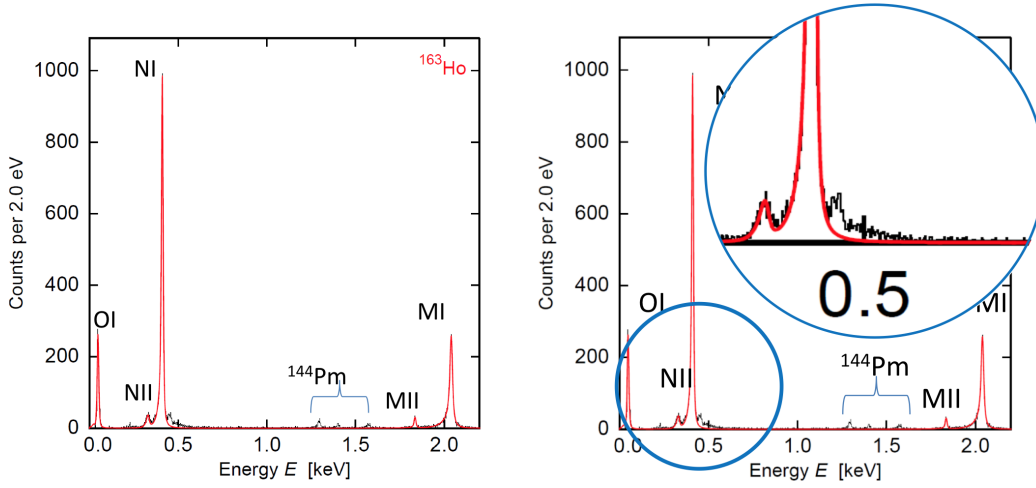 NI
¹⁶³Ho
1000
800
600
400
200
0
Counts per 2.0 eV
OI
NII
¹⁴⁴Pm
MII
MI
0.0 0.5 1.0 1.5 2.0
Energy E [keV]
1000
800
600
400
200
0
Counts per 2.0 eV
0.5
OI
NII
¹⁴⁴Pm
MII
MI
0.0 0.5 1.0 1.5 2.0
Energy E [keV]